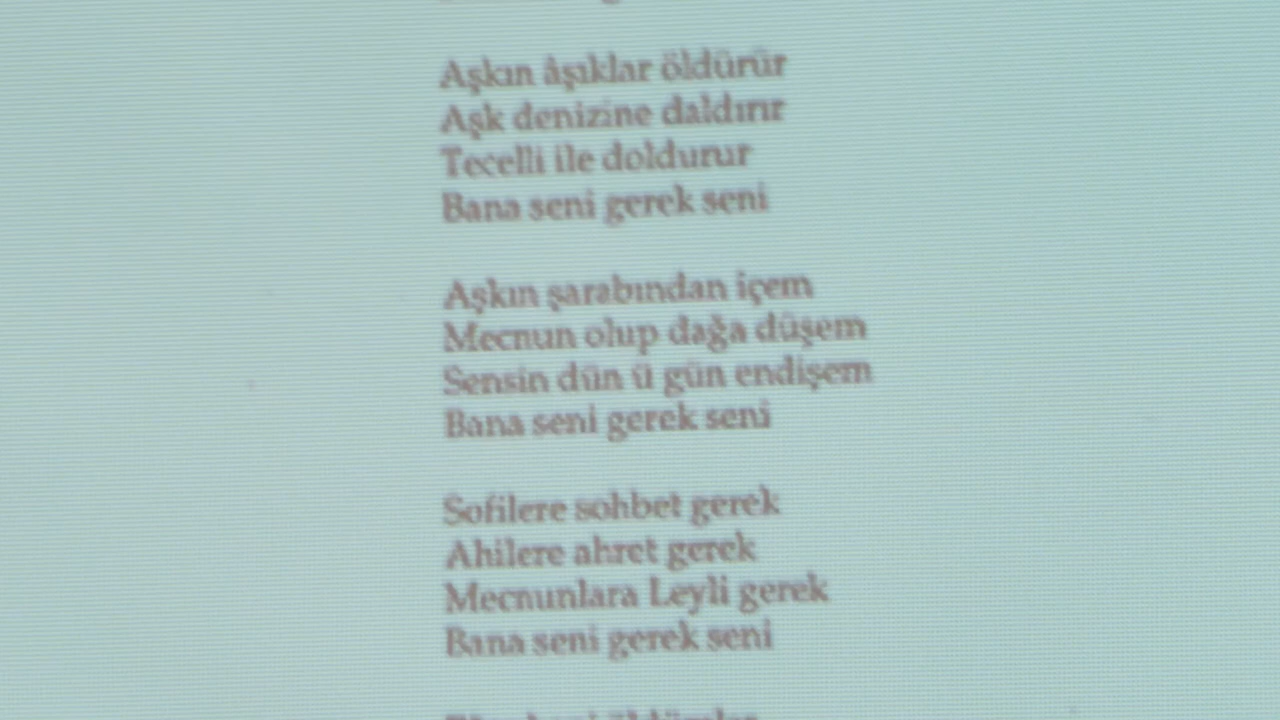 Aşkın âşıklar öldürür
Aşk denizine daldırır
Tecelli ile doldurur
Bana seni gerek seni
Aşkın şarabından içem
Mecnun olup dağa düşem
Sensin dün ü gün endişem
Bana seni gerek seni
Sofilere sohbet gerek
Ahilere ahret gerek
Mecnunlara Leyli gerek
Bana seni gerek seni